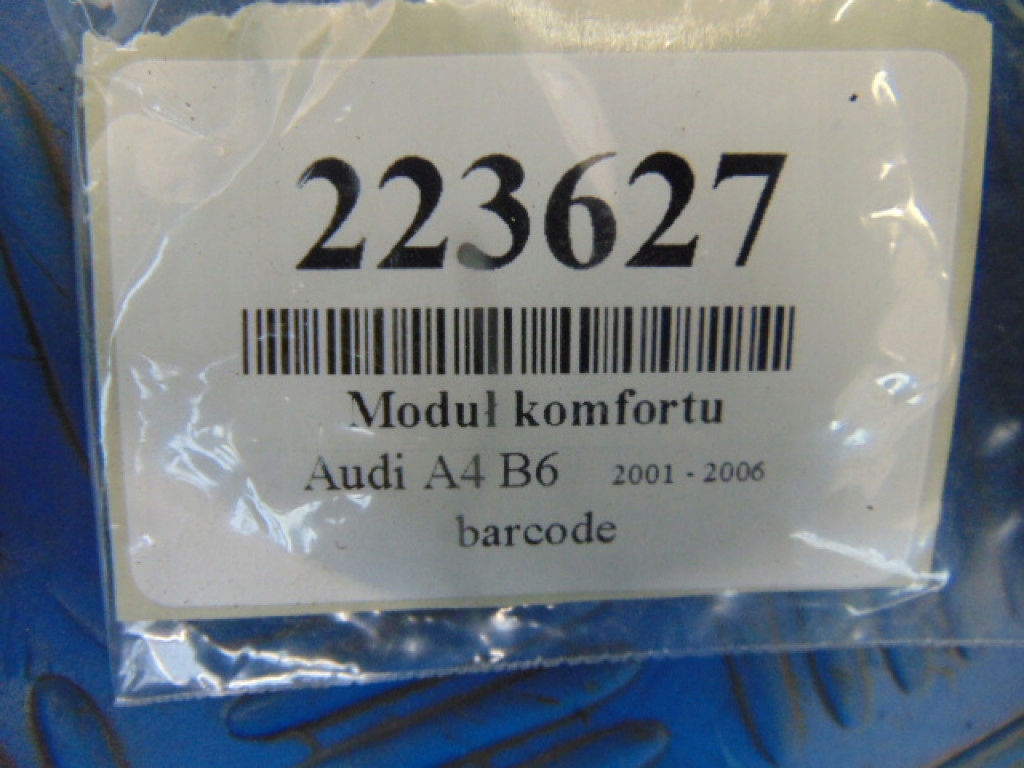 223627
Moduł komfortu
Audi A4 B6 2001 - 2006
barcode